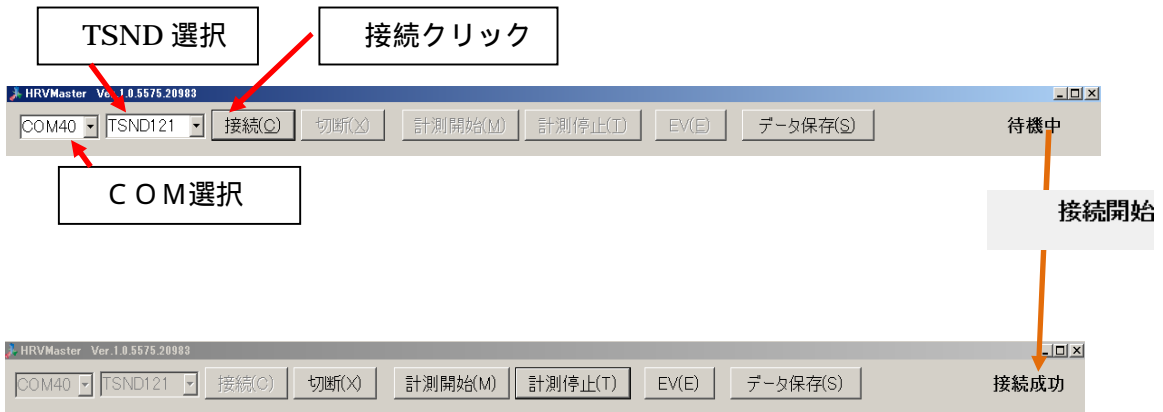 TSND 選択
接続クリック
HRVMaster Ver.1.0.5575.20983
COM40 TSND121 接続(C) 切断(X) 計測開始(M) 計測停止(T) EV(E) データ保存(S) 待機中
ＣＯＭ選択
接続開始
HRVMaster Ver.1.0.5575.20983
COM40 TSND121 接続(C) 切断(X) 計測開始(M) 計測停止(T) EV(E) データ保存(S) 接続成功